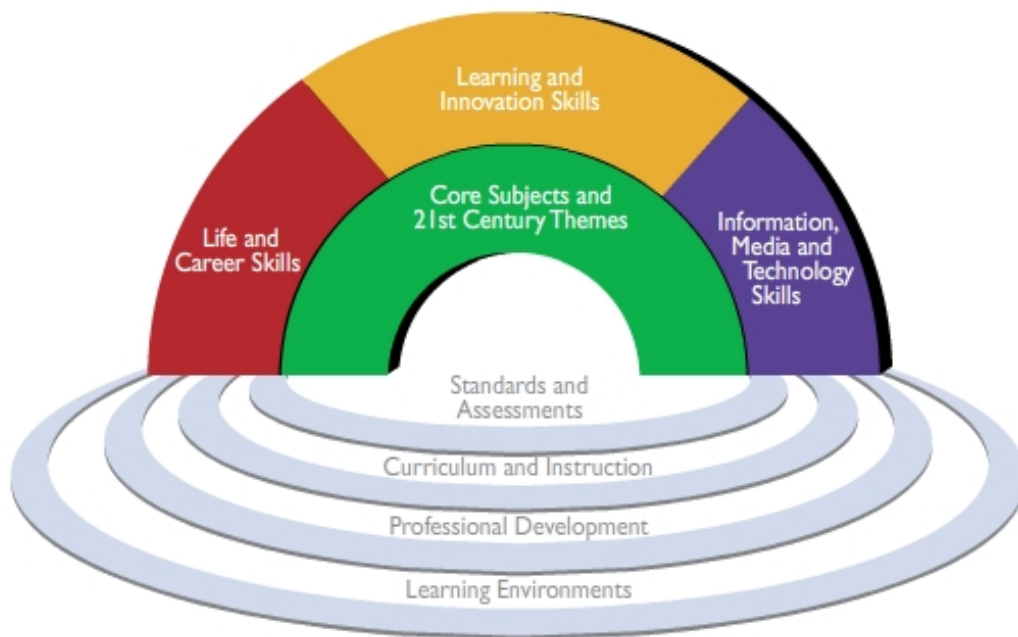 Learning and
Innovation Skills
Core Subjects and
21st Century Themes
Life and
Career Skills
Information,
Media and
Technology
Skills
Standards and
Assessments
Curriculum and Instruction
Professional Development
Learning Environments